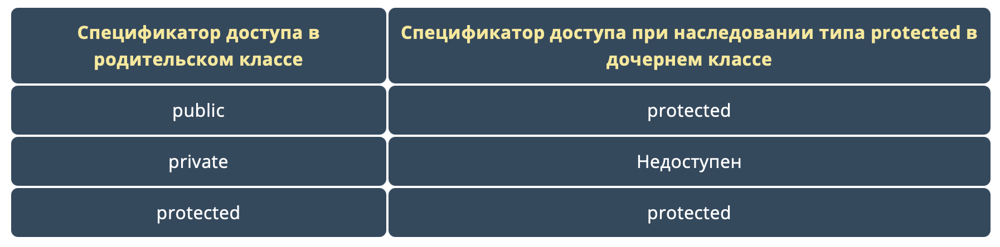 Спецификатор доступа в
родительском классе
Спецификатор доступа при наследовании типа protected в
дочернем классе
public
protected
private
Недоступен
protected
protected